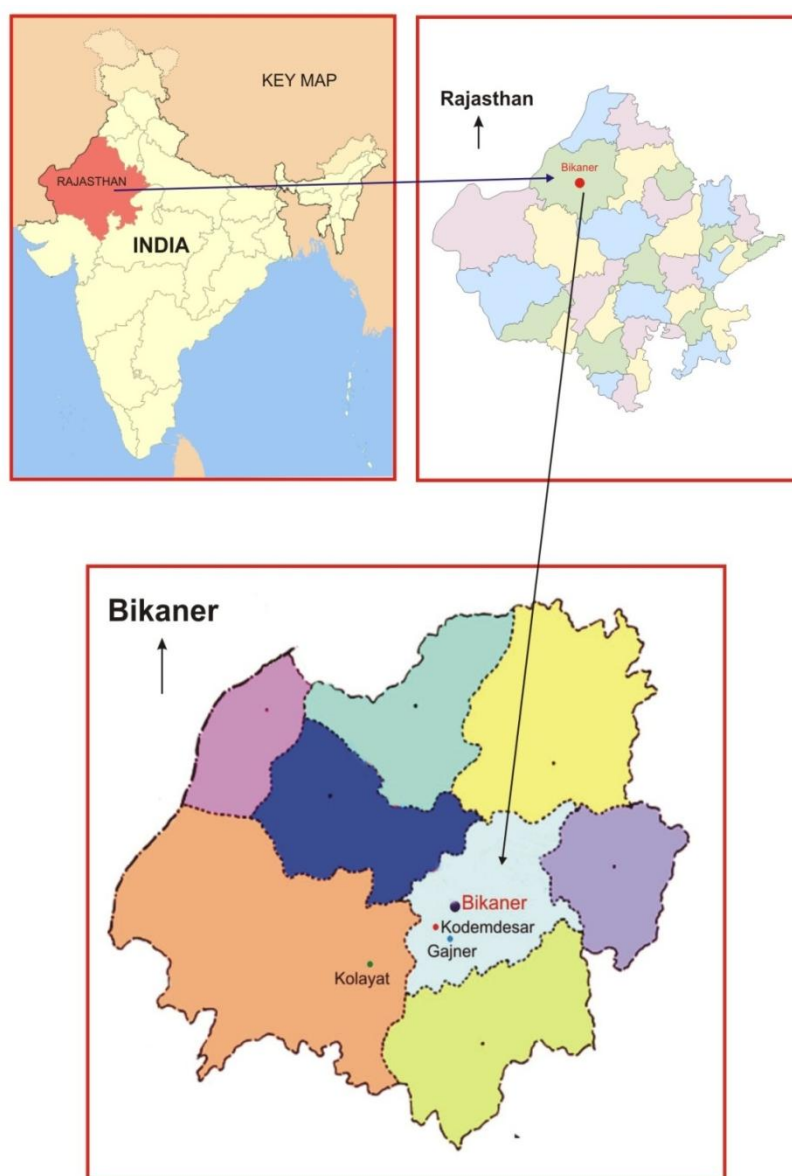 KEY MAP
RAJASTHAN
INDIA
Rajasthan
Bikaner
Bikaner
Bikaner
Kodemdesar
Gajner
Kolayat